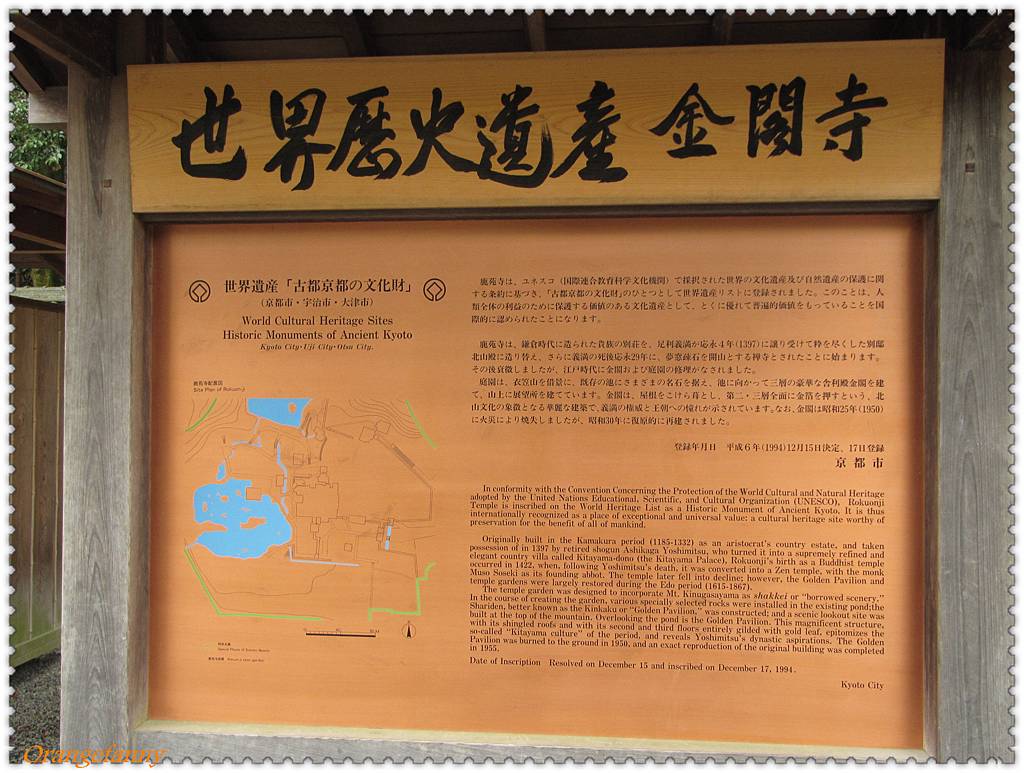 世界歴史遺産 金閣寺
世界遺産「古都京都の文化財」
（京都市・宇治市・大津市）
World Cultural Heritage Sites
Historic Monuments of Ancient Kyoto
Kyoto City·Uji City·Otsu City.
鹿苑寺配置図
Site Plan of Rokuonji
鹿苑寺は、ユネスコ（国際連合教育科学文化機関）で採択された世界の文化遺産及び自然遺産の保護に関
する条約に基づき、「古都京都の文化財」のひとつとして世界遺産リストに登録されました。このことは、人
類全体の利益のために保護する価値のある文化遺産として、とくに優れて普遍的価値をもっていることを国
際的に認められたことになります。
鹿苑寺は、鎌倉時代に造られた貴族の別荘を、足利義満が応永４年（1397）に譲り受けて粋を尽くした別邸
北山殿に造り替え、さらに義満の死後応永29年に、夢窓疎石を開山とする禅寺とされたことに始まります。
その後衰微しましたが、江戸時代に金閣および庭園の修理がなされました。
庭園は、衣笠山を借景に、既存の池にさまざまの名石を据え、池に向かって三層の豪華な舎利殿金閣を建
て、山上に展望所を建てています。金閣は、屋根をこけら葺とし、第二・三層全面に金箔を押すという、北
山文化の象徴となる華麗な建築で、義満の権威と王朝への憧れが示されています。なお、金閣は昭和25年（1950）
に火災により焼失しましたが、昭和30年に復原的に再建されました。
登録年月日　平成６年（1994）12月15日決定、17日登録
京都市
In conformity with the Convention Concerning the Protection of the World Cultural and Natural Heritage
adopted by the United Nations Educational, Scientific, and Cultural Organization (UNESCO), Rokuonji
Temple is inscribed on the World Heritage List as a Historic Monument of Ancient Kyoto. It is thus
internationally recognized as a place of exceptional and universal value: a cultural heritage site worthy of
preservation for the benefit of all of mankind.
Originally built in the Kamakura period (1185-1332) as an aristocrat's country estate, and taken
possession of in 1397 by retired shogun Ashikaga Yoshimitsu, who turned it into a supremely refined and
elegant country villa called Kitayama-dono (the Kitayama Palace), Rokuonji's birth as a Buddhist temple
occurred in 1422, when, following Yoshimitsu's death, it was converted into a Zen temple, with the monk
Muso Soseki as its founding abbot. The temple later fell into decline; however, the Golden Pavilion and
temple gardens were largely restored during the Edo period (1615-1867).
The temple garden was designed to incorporate Mt. Kinugasayama as shakkei or "borrowed scenery."
In the course of creating the garden, various specially selected rocks were installed in the existing pond;the
Shariden, better known as the Kinkaku or "Golden Pavilion," was constructed; and a scenic lookout site was
built at the top of the mountain. Overlooking the pond is the Golden Pavilion. This magnificent structure,
with its shingled roofs and with its second and third floors entirely gilded with gold leaf, epitomizes the
so-called "Kitayama culture" of the period, and reveals Yoshimitsu's dynastic aspirations. The Golden
Pavilion was burned to the ground in 1950, and an exact reproduction of the original building was completed
in 1955.
Date of Inscription Resolved on December 15 and inscribed on December 17, 1994.
Kyoto City
Orangefanny